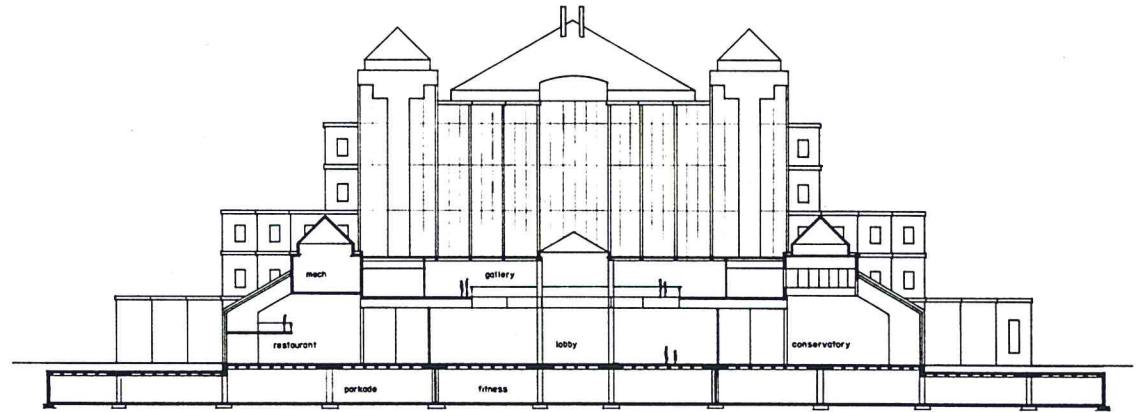 mech
gallery
restaurant
lobby
conservatory
parkade
fitness